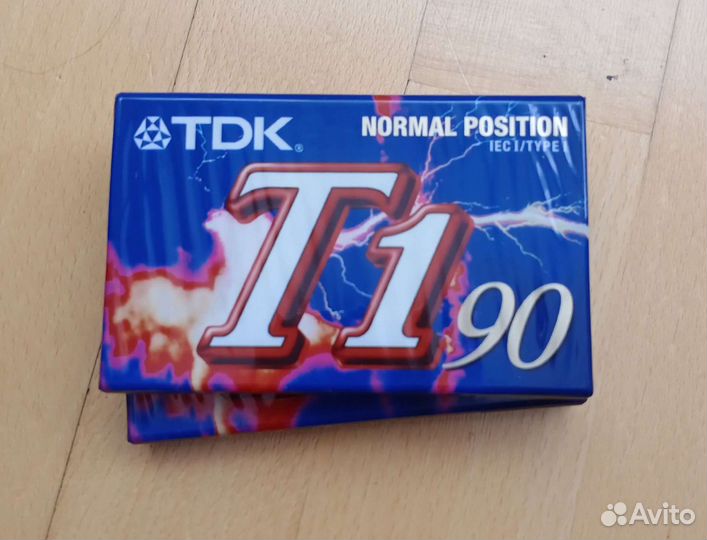 TDK®
NORMAL POSITION
IEC I/TYPE I
T1 90
Avito